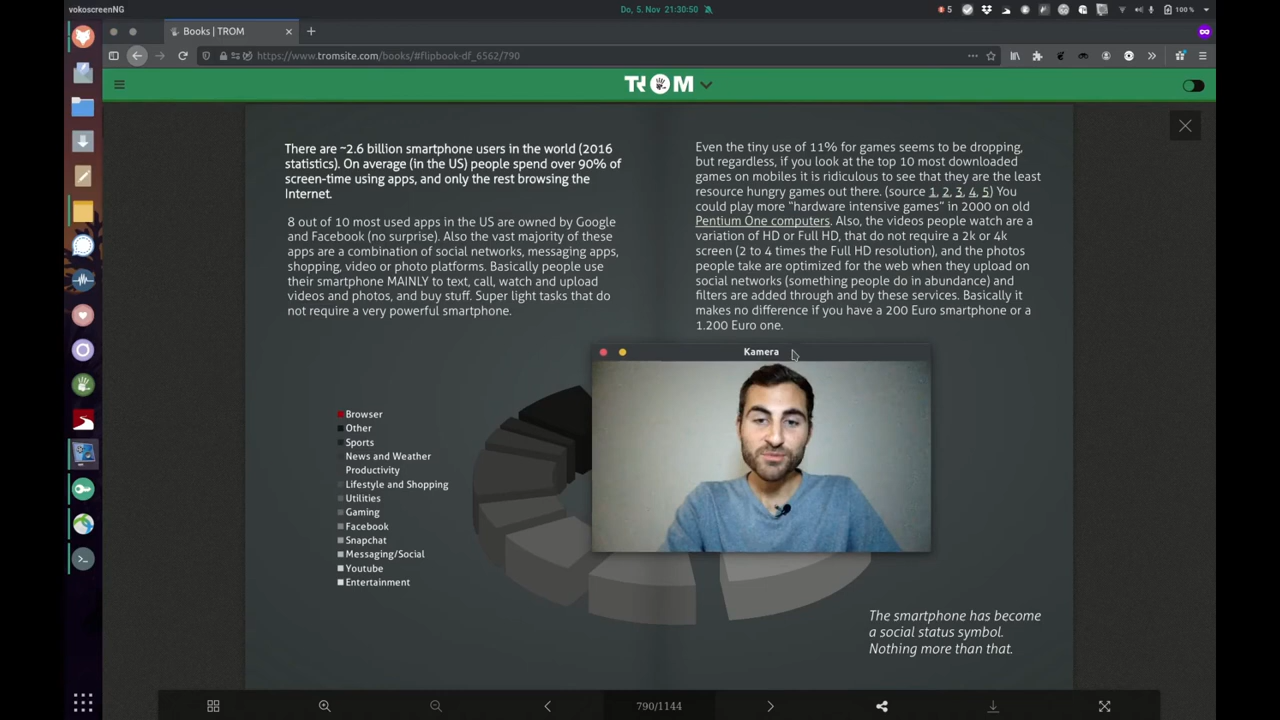 vokoscreenNG
Do, 5. Nov 21:30:50
5
100 %
Books | TROM
https://www.tromsite.com/books/#flipbook-df_6562/790
TROM
There are ~2.6 billion smartphone users in the world (2016
statistics). On average (in the US) people spend over 90% of
screen-time using apps, and only the rest browsing the
Internet.
8 out of 10 most used apps in the US are owned by Google
and Facebook (no surprise). Also the vast majority of these
apps are a combination of social networks, messaging apps,
shopping, video or photo platforms. Basically people use
their smartphone MAINLY to text, call, watch and upload
videos and photos, and buy stuff. Super light tasks that do
not require a very powerful smartphone.
Even the tiny use of 11% for games seems to be dropping,
but regardless, if you look at the top 10 most downloaded
games on mobiles it is ridiculous to see that they are the least
resource hungry games out there. (source 1, 2, 3, 4, 5) You
could play more “hardware intensive games” in 2000 on old
Pentium One computers. Also, the videos people watch are a
variation of HD or Full HD, that do not require a 2k or 4k
screen (2 to 4 times the Full HD resolution), and the photos
people take are optimized for the web when they upload on
social networks (something people do in abundance) and
filters are added through and by these services. Basically it
makes no difference if you have a 200 Euro smartphone or a
1.200 Euro one.
Kamera
Browser
Other
Sports
News and Weather
Productivity
Lifestyle and Shopping
Utilities
Gaming
Facebook
Snapchat
Messaging/Social
Youtube
Entertainment
The smartphone has become
a social status symbol.
Nothing more than that.
790/1144